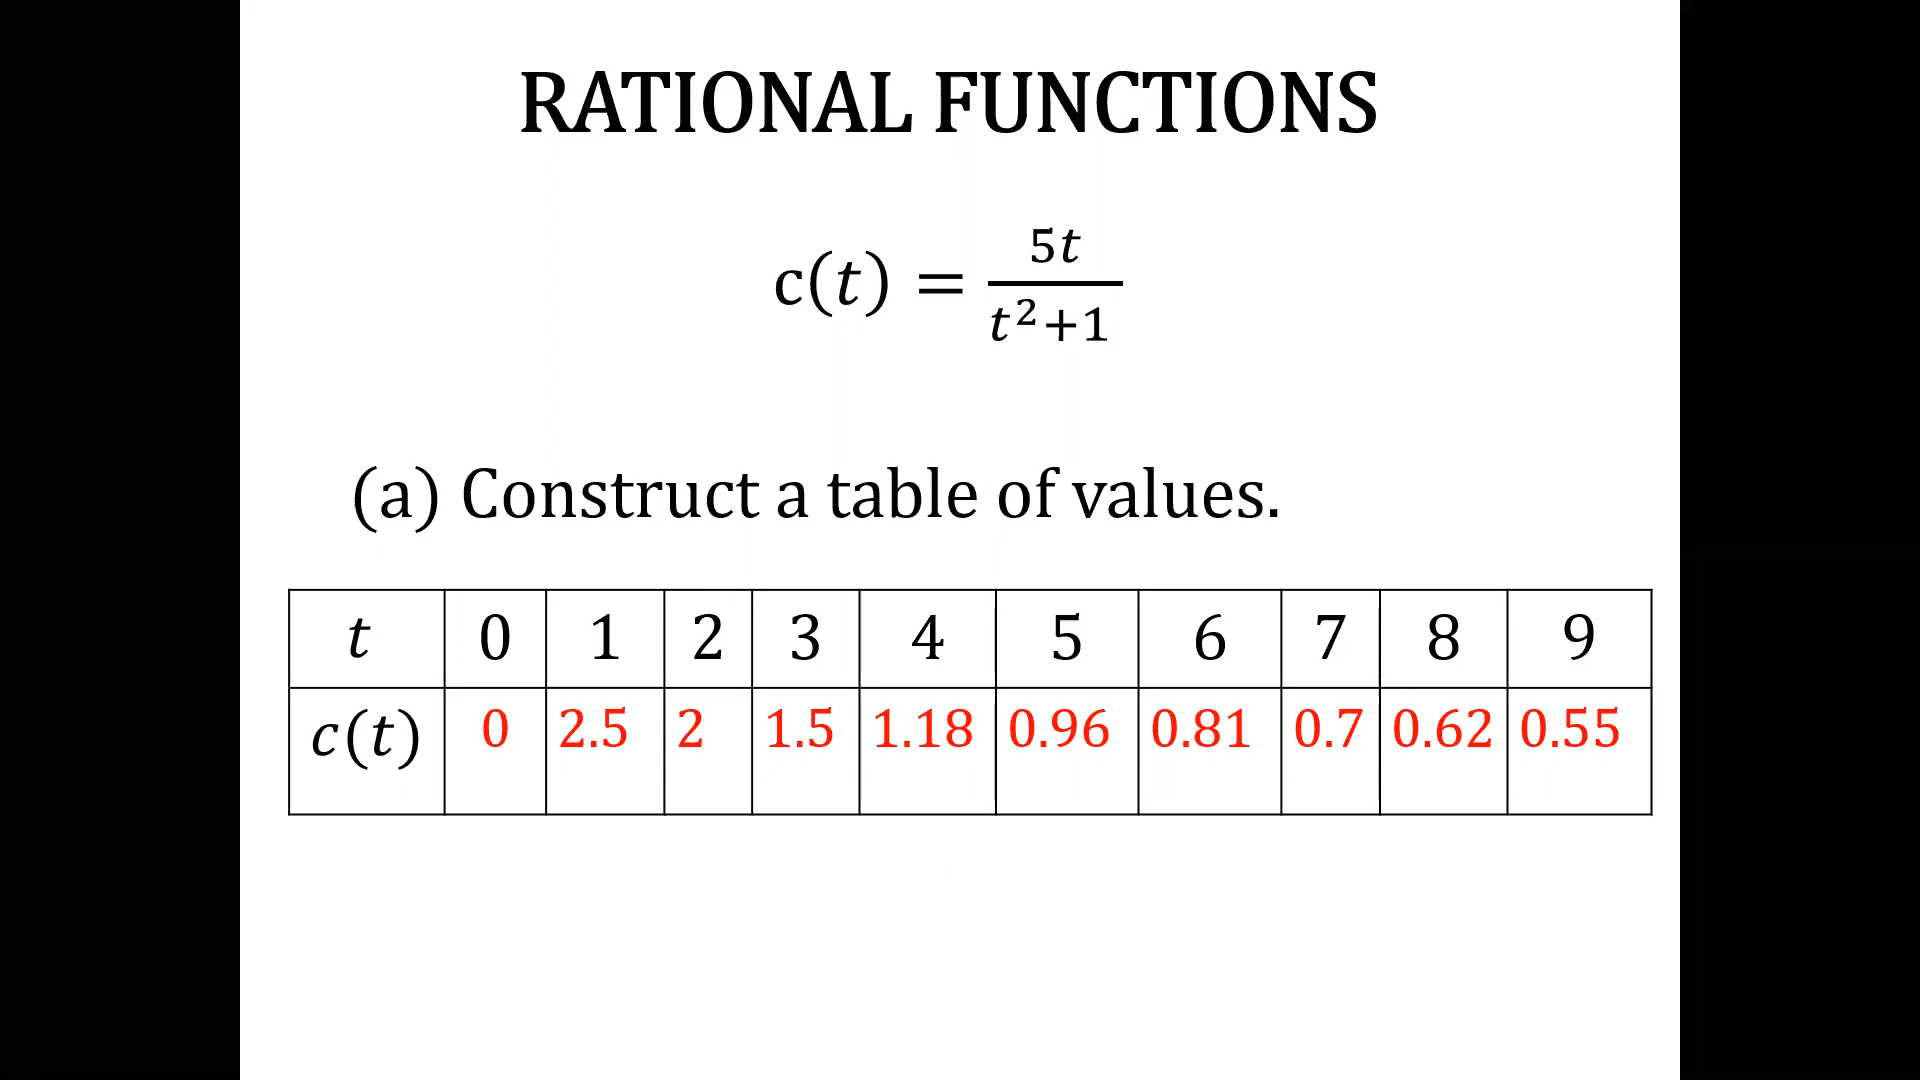 RATIONAL FUNCTIONS
c(t) = 5t / t²+1
(a) Construct a table of values.
t 0 1 2 3 4 5 6 7 8 9
c(t) 0 2.5 2 1.5 1.18 0.96 0.81 0.7 0.62 0.55